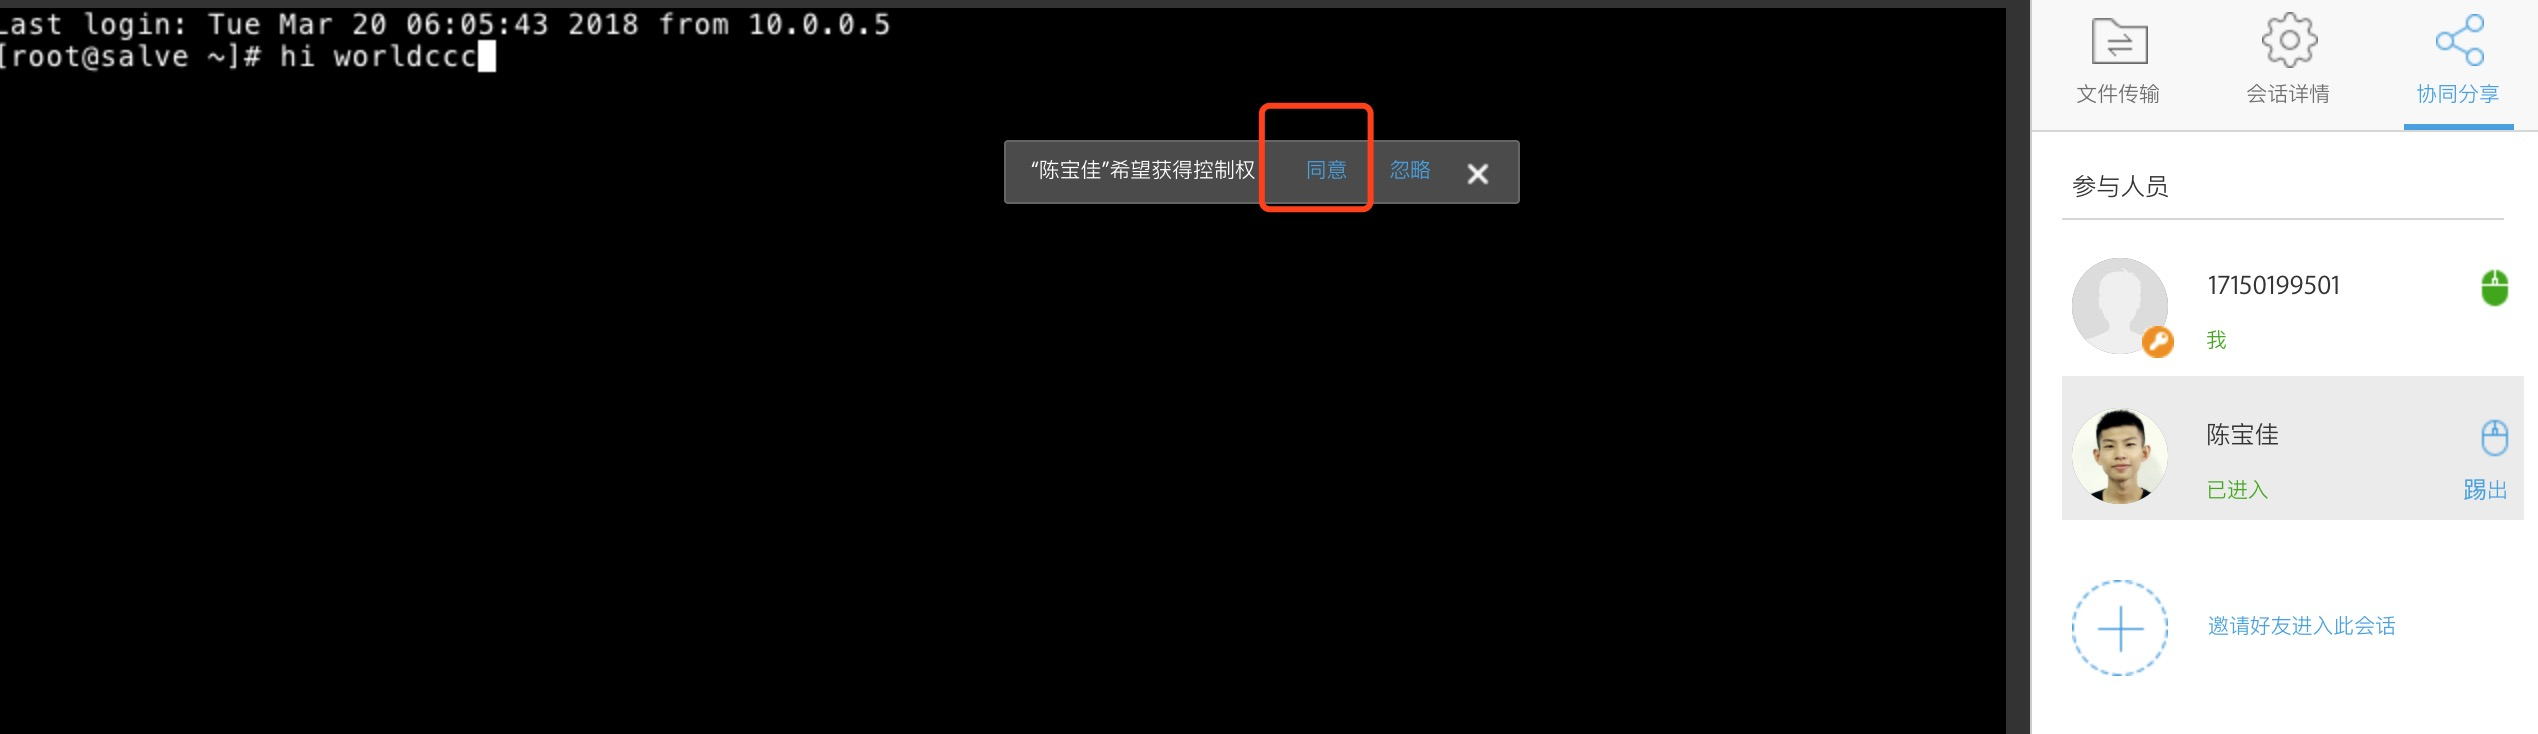 Last login: Tue Mar 20 06:05:43 2018 from 10.0.0.5
[root@salve ~]# hi worldccc
“陈宝佳”希望获得控制权 同意 忽略
文件传输 会话详情 协同分享
参与人员
17150199501
我
陈宝佳
已进入 踢出
邀请好友进入此会话